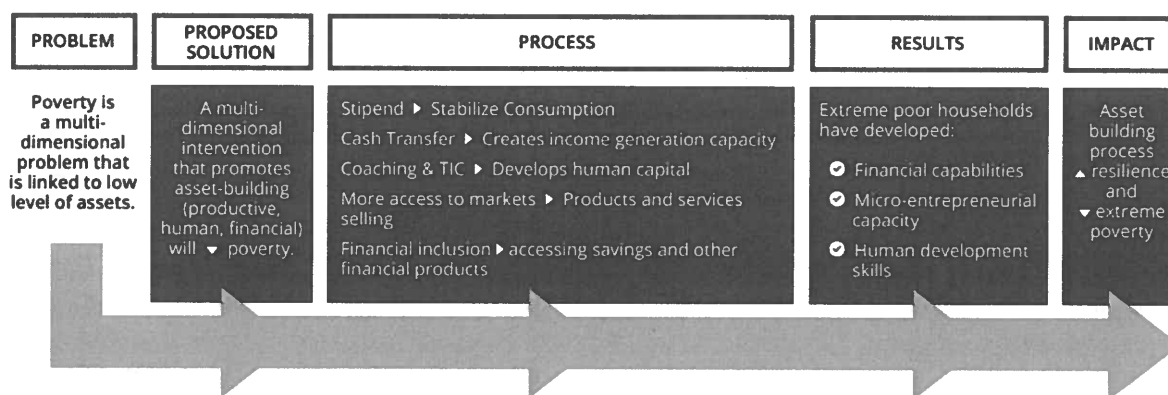 PROBLEM
Poverty is
a multi-
dimensional
problem that
is linked to low
level of assets.
PROPOSED
SOLUTION
A multi-
dimensional
intervention
that promotes
asset-building
(productive,
human, financial)
will ▼ poverty.
PROCESS
Stipend ▶ Stabilize Consumption
Cash Transfer ▶ Creates income generation capacity
Coaching & TIC ▶ Develops human capital
More access to markets ▶ Products and services
selling
Financial inclusion ▶ accessing savings and other
financial products
RESULTS
Extreme poor households
have developed:
Financial capabilities
Micro-entrepreneurial
capacity
Human development
skills
IMPACT
Asset
building
process
▲ resilience
and
▼ extreme
poverty